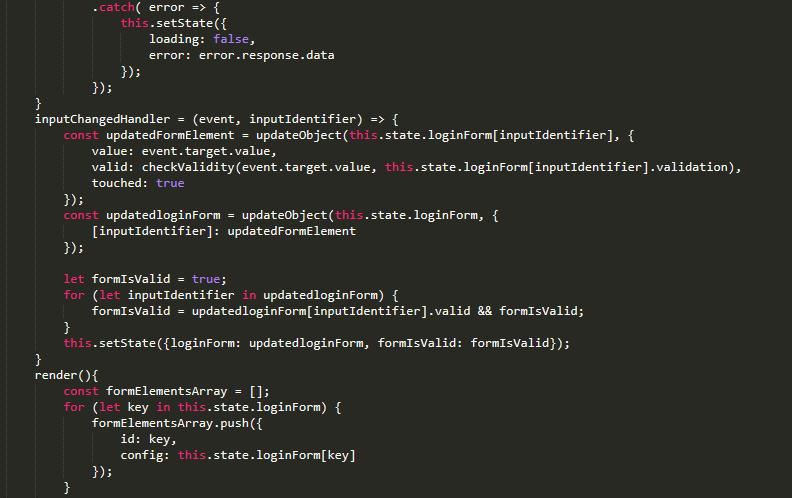 .catch( error => {
this.setState({
loading: false,
error: error.response.data
});
});
}
inputChangedHandler = (event, inputIdentifier) => {
const updatedFormElement = updateObject(this.state.loginForm[inputIdentifier], {
value: event.target.value,
valid: checkValidity(event.target.value, this.state.loginForm[inputIdentifier].validation),
touched: true
});
const updatedloginForm = updateObject(this.state.loginForm, {
[inputIdentifier]: updatedFormElement
});
let formIsValid = true;
for (let inputIdentifier in updatedloginForm) {
formIsValid = updatedloginForm[inputIdentifier].valid && formIsValid;
}
this.setState({loginForm: updatedloginForm, formIsValid: formIsValid});
}
render(){
const formElementsArray = [];
for (let key in this.state.loginForm) {
formElementsArray.push({
id: key,
config: this.state.loginForm[key]
});
}